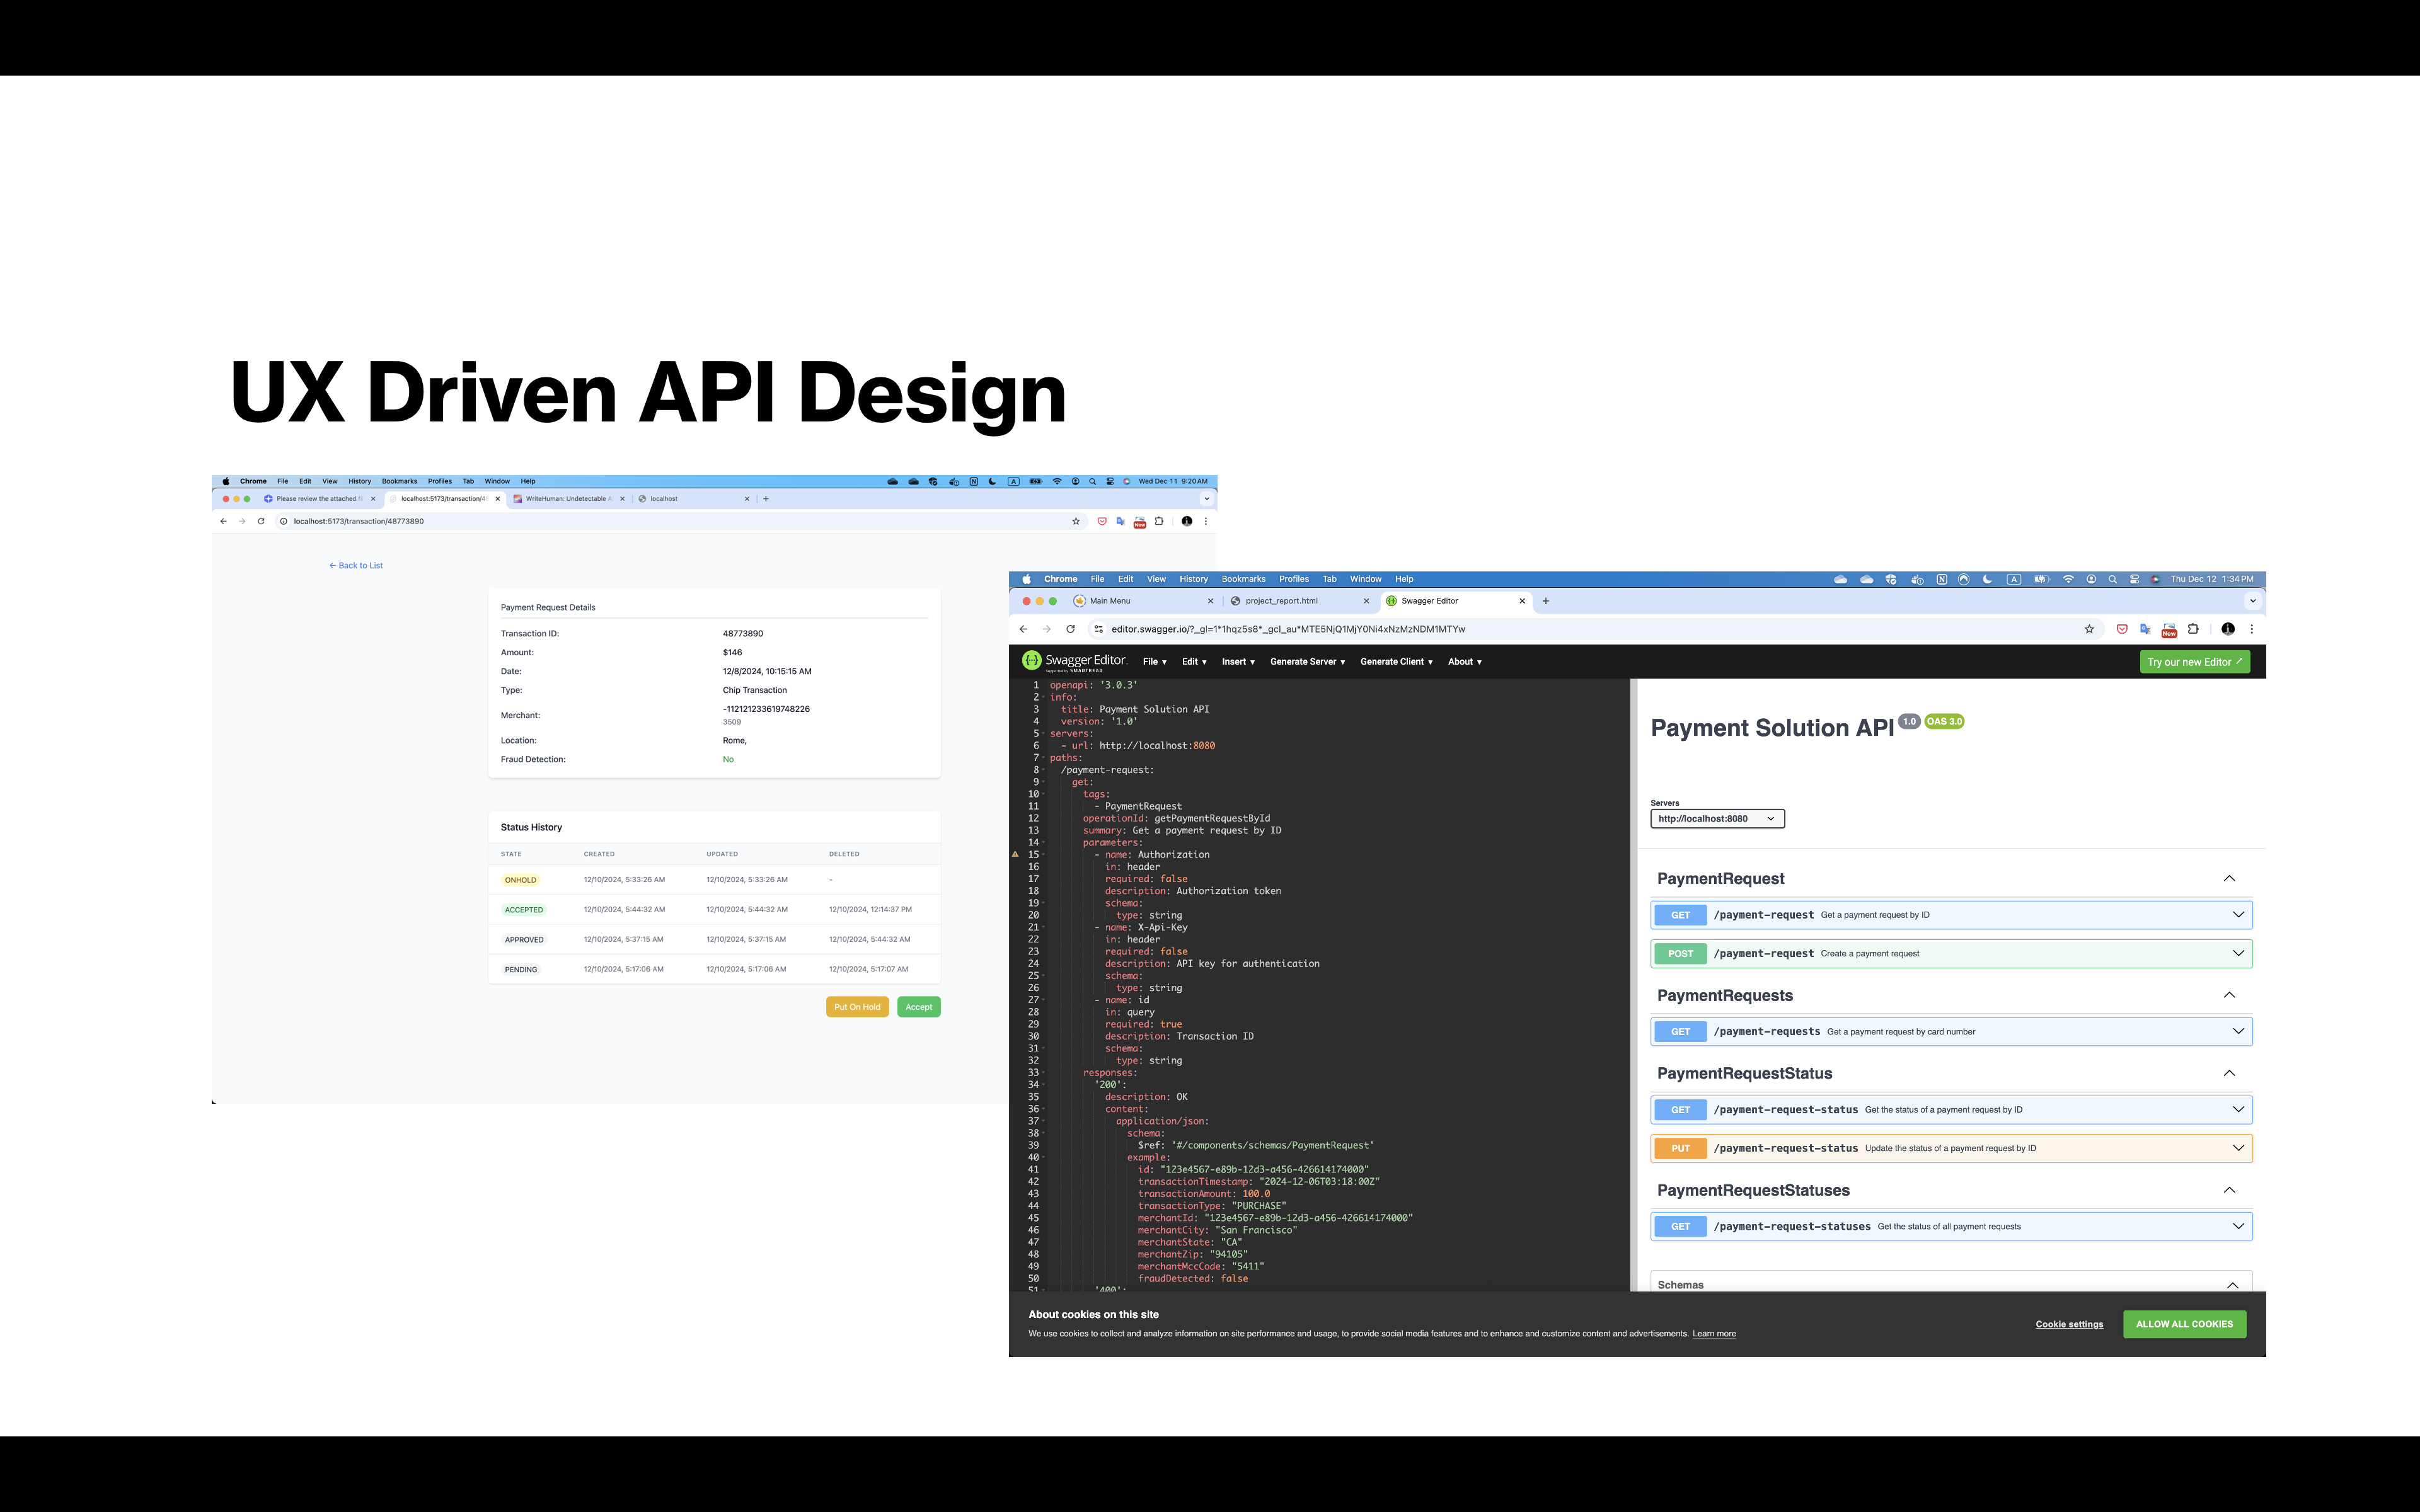 UX Driven API Design
Chrome File Edit View History Bookmarks Profiles Tab Window Help
Wed Dec 11 9:20 AM
Please review the attached fi
localhost:5173/transaction/48
WriteHuman: Undetectable A
localhost
localhost:5173/transaction/48773890
← Back to List
Payment Request Details
Transaction ID: 48773890
Amount: $146
Date: 12/8/2024, 10:15:15 AM
Type: Chip Transaction
Merchant: -112121233619748226
3509
Location: Rome,
Fraud Detection: No
Status History
STATE CREATED UPDATED DELETED
ONHOLD 12/10/2024, 5:33:26 AM 12/10/2024, 5:33:26 AM -
ACCEPTED 12/10/2024, 5:44:32 AM 12/10/2024, 5:44:32 AM 12/10/2024, 12:14:37 PM
APPROVED 12/10/2024, 5:37:15 AM 12/10/2024, 5:37:15 AM 12/10/2024, 5:44:32 AM
PENDING 12/10/2024, 5:17:06 AM 12/10/2024, 5:17:06 AM 12/10/2024, 5:17:07 AM
Put On Hold Accept
Chrome File Edit View History Bookmarks Profiles Tab Window Help
Thu Dec 12 1:34 PM
Main Menu
project_report.html
Swagger Editor
editor.swagger.io/?_gl=1*1hqz5s8*_gcl_au*MTE5NjQ1MjY0Ni4xNzMzNDM1MTYw
New
Swagger Editor
Supported by SMARTBEAR
File Edit Insert Generate Server Generate Client About
Try our new Editor
1 openapi: '3.0.3'
2 info:
3 title: Payment Solution API
4 version: '1.0'
5 servers:
6 - url: http://localhost:8080
7 paths:
8 /payment-request:
9 get:
10 tags:
11 - PaymentRequest
12 operationId: getPaymentRequestById
13 summary: Get a payment request by ID
14 parameters:
15 - name: Authorization
16 in: header
17 required: false
18 description: Authorization token
19 schema:
20 type: string
21 - name: X-Api-Key
22 in: header
23 required: false
24 description: API key for authentication
25 schema:
26 type: string
27 - name: id
28 in: query
29 required: true
30 description: Transaction ID
31 schema:
32 type: string
33 responses:
34 '200':
35 description: OK
36 content:
37 application/json:
38 schema:
39 $ref: '#/components/schemas/PaymentRequest'
40 example:
41 id: "123e4567-e89b-12d3-a456-426614174000"
42 transactionTimestamp: "2024-12-06T03:18:00Z"
43 transactionAmount: 100.0
44 transactionType: "PURCHASE"
45 merchantId: "123e4567-e89b-12d3-a456-426614174000"
46 merchantCity: "San Francisco"
47 merchantState: "CA"
48 merchantZip: "94105"
49 merchantMccCode: "5411"
50 fraudDetected: false
51 '400':
Payment Solution API 1.0 OAS 3.0
Servers
http://localhost:8080
PaymentRequest
GET /payment-request Get a payment request by ID
POST /payment-request Create a payment request
PaymentRequests
GET /payment-requests Get a payment request by card number
PaymentRequestStatus
GET /payment-request-status Get the status of a payment request by ID
PUT /payment-request-status Update the status of a payment request by ID
PaymentRequestStatuses
GET /payment-request-statuses Get the status of all payment requests
Schemas
About cookies on this site
We use cookies to collect and analyze information on site performance and usage, to provide social media features and to enhance and customize content and advertisements. Learn more
Cookie settings
ALLOW ALL COOKIES